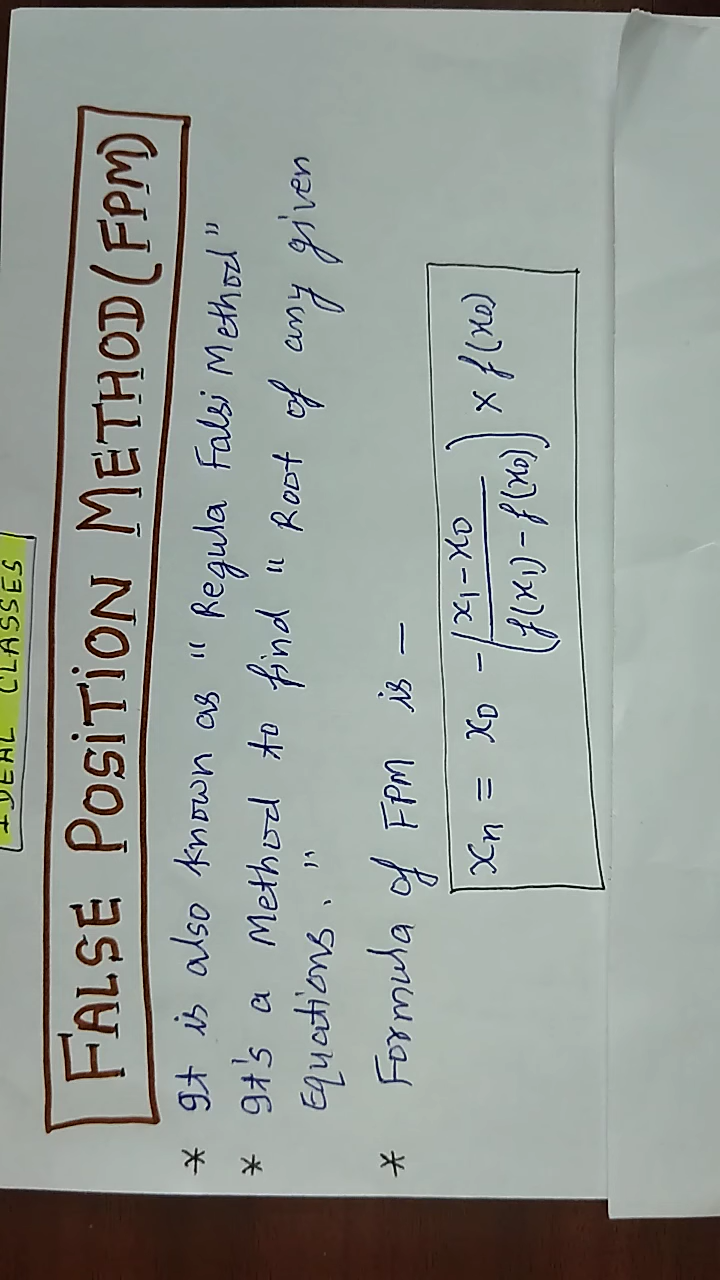 IDEAL CLASSES
FALSE POSITION METHOD (FPM)
* It is also known as "Regula Falsi Method"
* It's a Method to find "Root of any given
Equations."
* Formula of FPM is -
xn = x0 - (x1 - x0 / f(x1) - f(x0)) × f(x0)